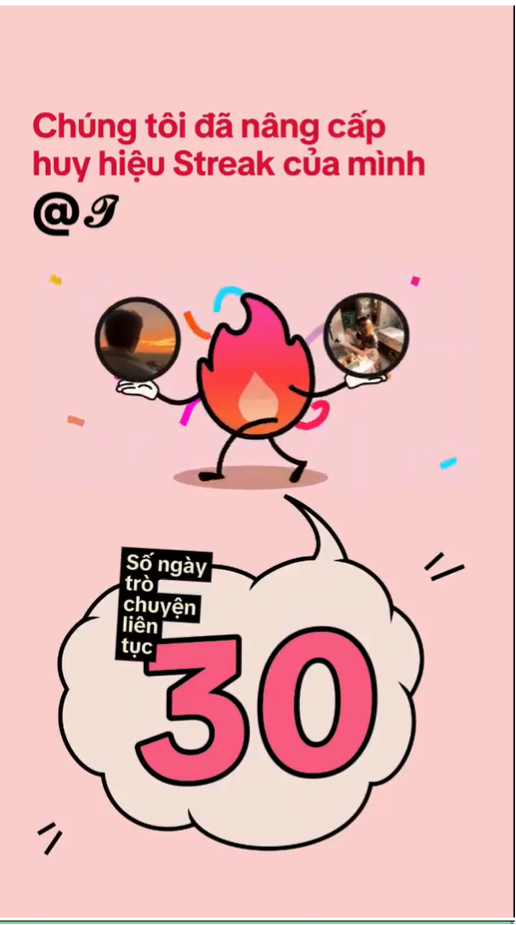 Chúng tôi đã nâng cấp
huy hiệu Streak của mình
@𝒯
Số ngày
trò
chuyện
liên
tục
30